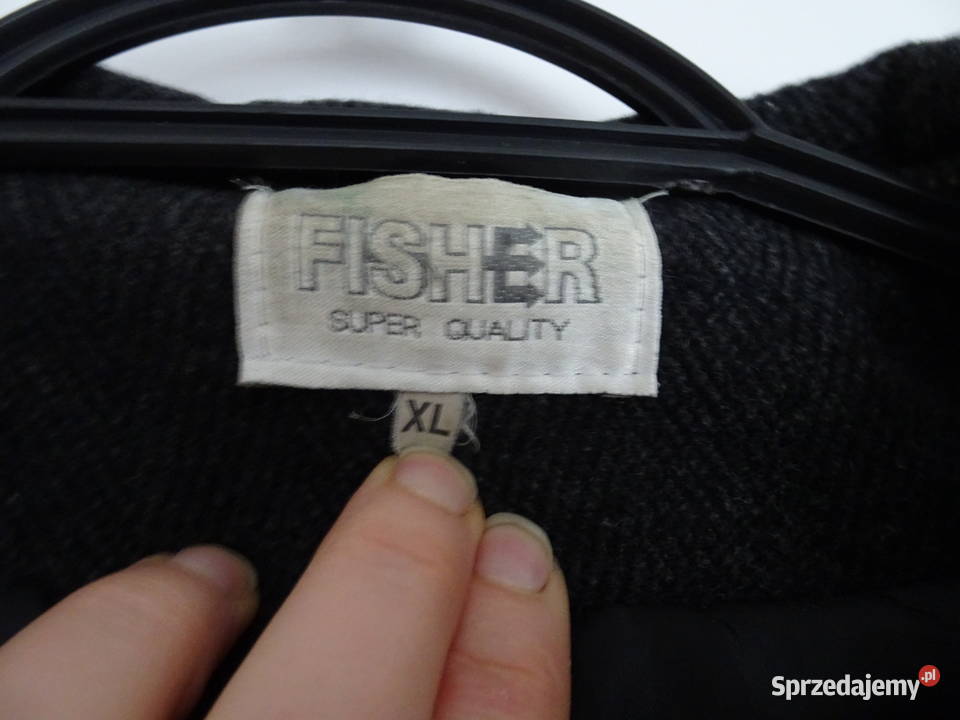 FISHER
SUPER QUALITY
XL
Sprzedajemy.pl